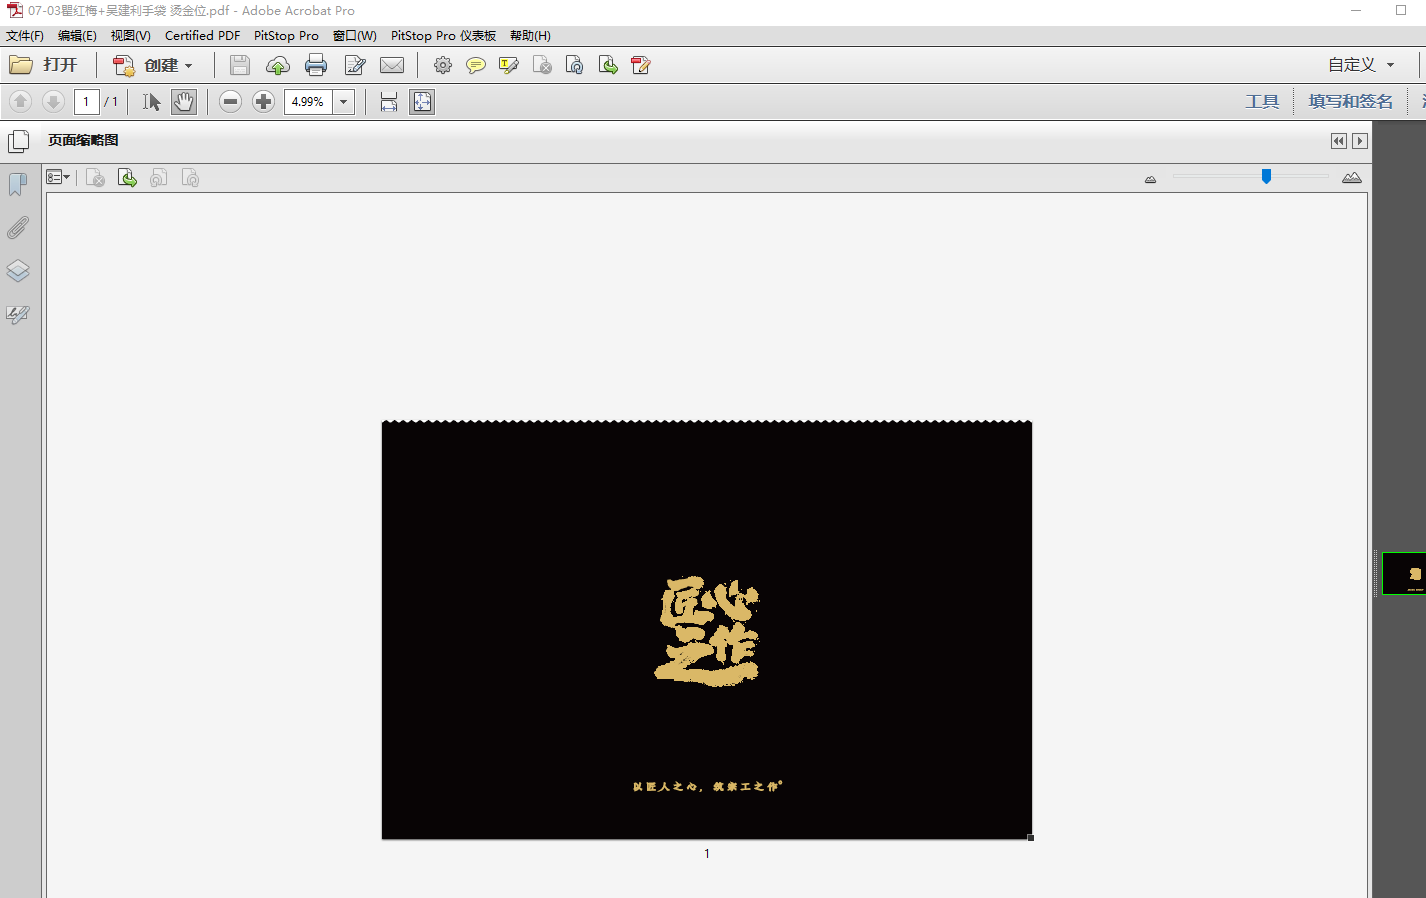 07-03瞿红梅+吴建利手袋 烫金位.pdf - Adobe Acrobat Pro
文件(F) 编辑(E) 视图(V) Certified PDF PitStop Pro 窗口(W) PitStop Pro 仪表板 帮助(H)
打开 创建 自定义
1 / 1 4.99% 工具 填写和签名
页面缩略图
匠心
之作
以匠人之心，筑亲工之作
1